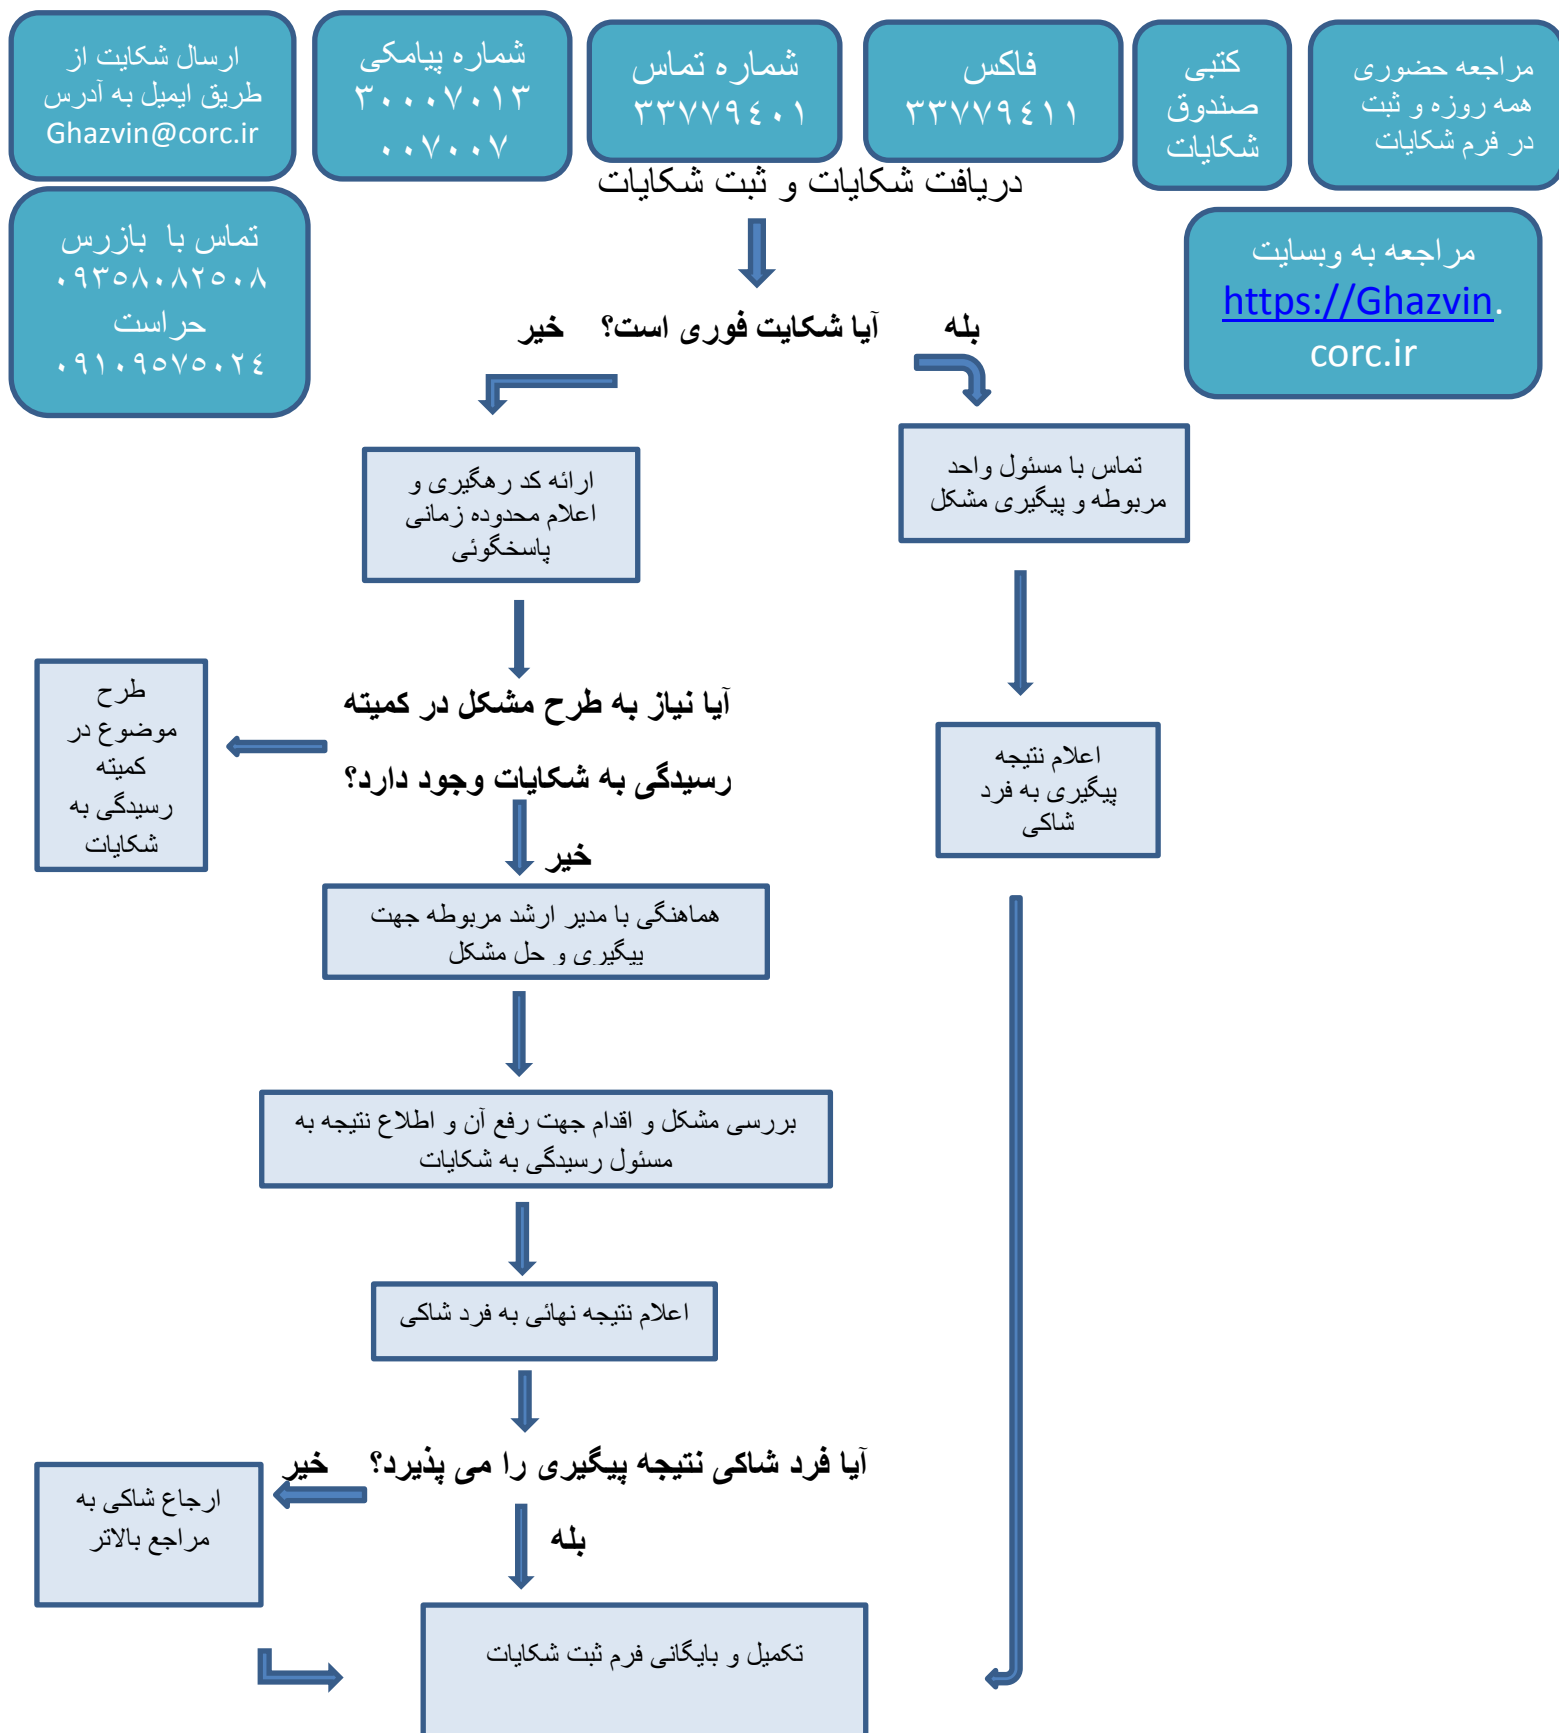 مراجعه حضوری
همه روزه و ثبت
در فرم شکایات
کتبی
صندوق
شکایات
فاکس
٣٣٧٧٩٤١١
شماره تماس
٣٣٧٧٩٤٠١
شماره پیامکی
٣٠٠٠٧٠١٣
٠٠٧٠٠٧
ارسال شکایت از
طریق ایمیل به آدرس
Ghazvin@corc.ir
دریافت شکایات و ثبت شکایات
مراجعه به وبسایت
https://Ghazvin.
corc.ir
تماس با بازرس
٠٩٣٥٨٠٨٢٥٠٨
حراست
٠٩١٠٩٥٧٥٠٢٤
بله آیا شکایت فوری است؟ خیر
تماس با مسئول واحد
مربوطه و پیگیری مشکل
ارائه کد رهگیری و
اعلام محدوده زمانی
پاسخگوئی
آیا نیاز به طرح مشکل در کمیته
رسیدگی به شکایات وجود دارد؟
طرح
موضوع در
کمیته
رسیدگی به
شکایات
اعلام نتیجه
پیگیری به فرد
شاکی
خیر
هماهنگی با مدیر ارشد مربوطه جهت
پیگیری و حل مشکل
بررسی مشکل و اقدام جهت رفع آن و اطلاع نتیجه به
مسئول رسیدگی به شکایات
اعلام نتیجه نهائی به فرد شاکی
آیا فرد شاکی نتیجه پیگیری را می پذیرد؟ خیر
ارجاع شاکی به
مراجع بالاتر
بله
تکمیل و بایگانی فرم ثبت شکایات